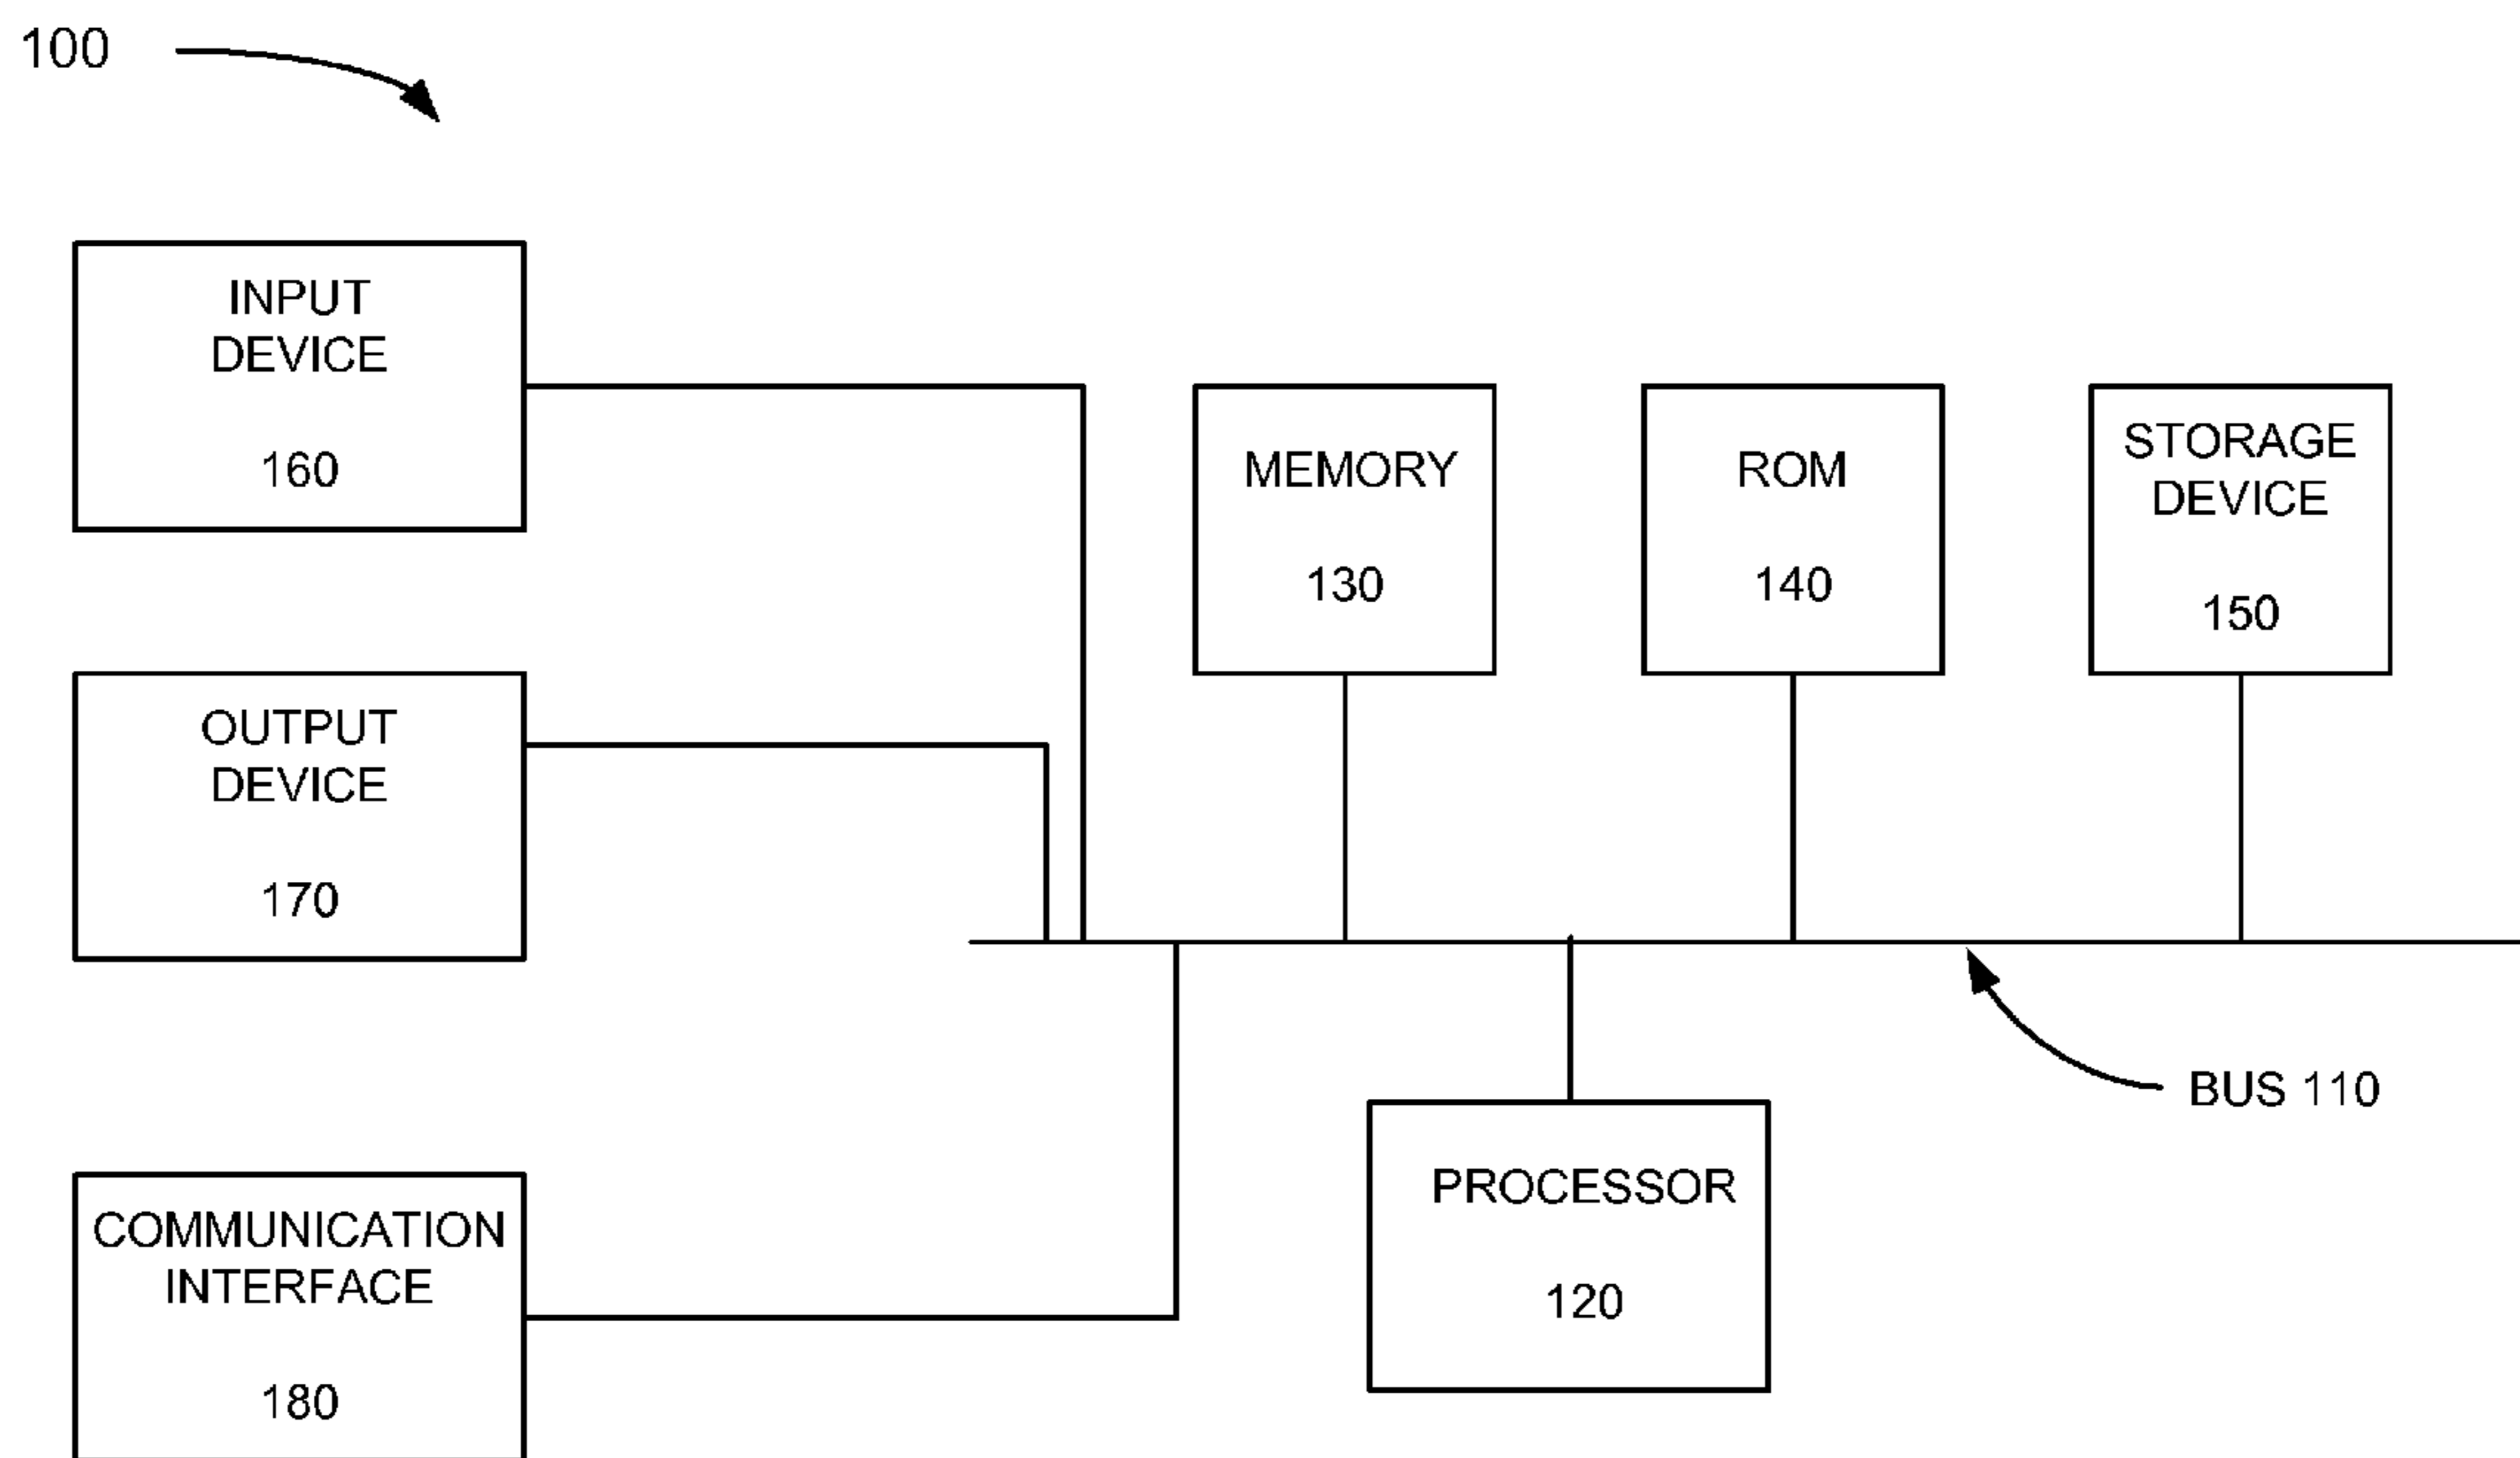 100
INPUT
DEVICE
160
MEMORY
130
ROM
140
STORAGE
DEVICE
150
OUTPUT
DEVICE
170
BUS 110
PROCESSOR
120
COMMUNICATION
INTERFACE
180